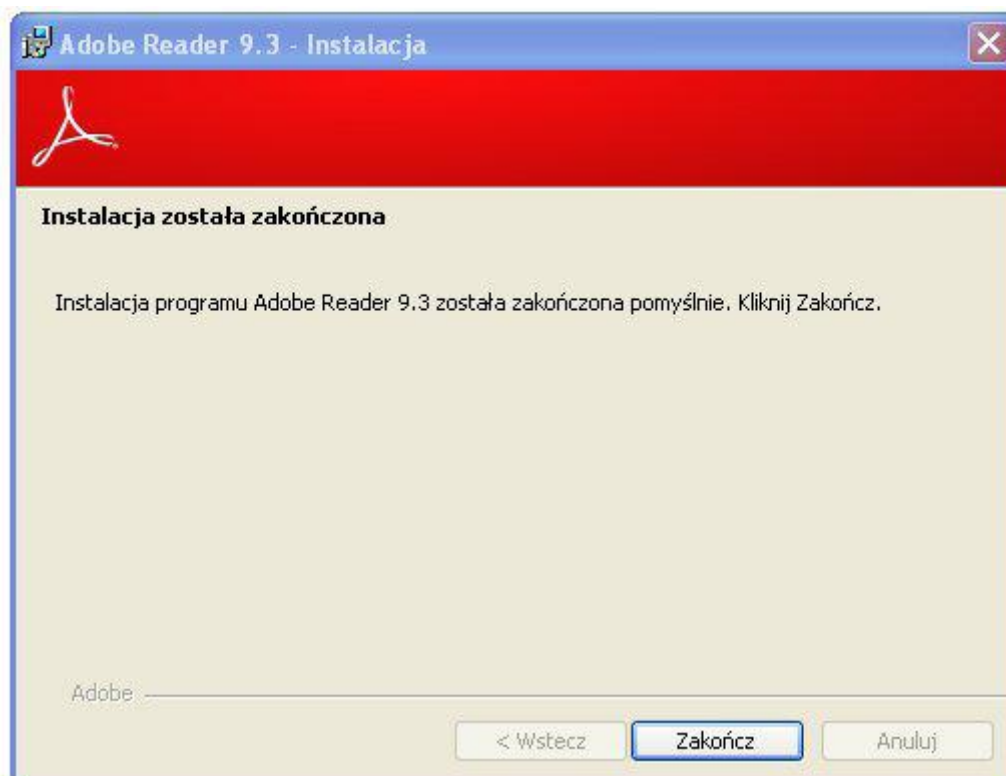 Adobe Reader 9.3 - Instalacja
Instalacja została zakończona
Instalacja programu Adobe Reader 9.3 została zakończona pomyślnie. Kliknij Zakończ.
Adobe
< Wstecz
Zakończ
Anuluj